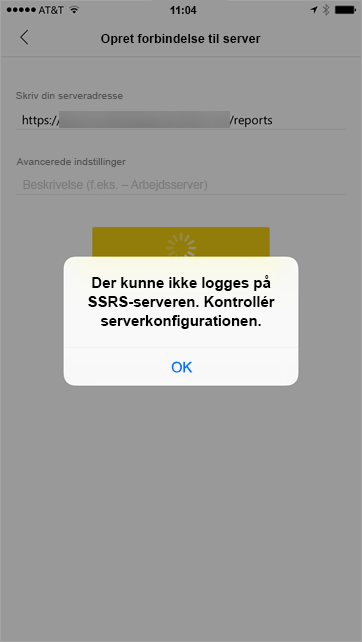 AT&T 11:04
Opret forbindelse til server
Skriv din serveradresse
https:// /reports
Avancerede indstillinger
Beskrivelse (f.eks. – Arbejdsserver)
Der kunne ikke logges på
SSRS-serveren. Kontrollér
serverkonfigurationen.
OK